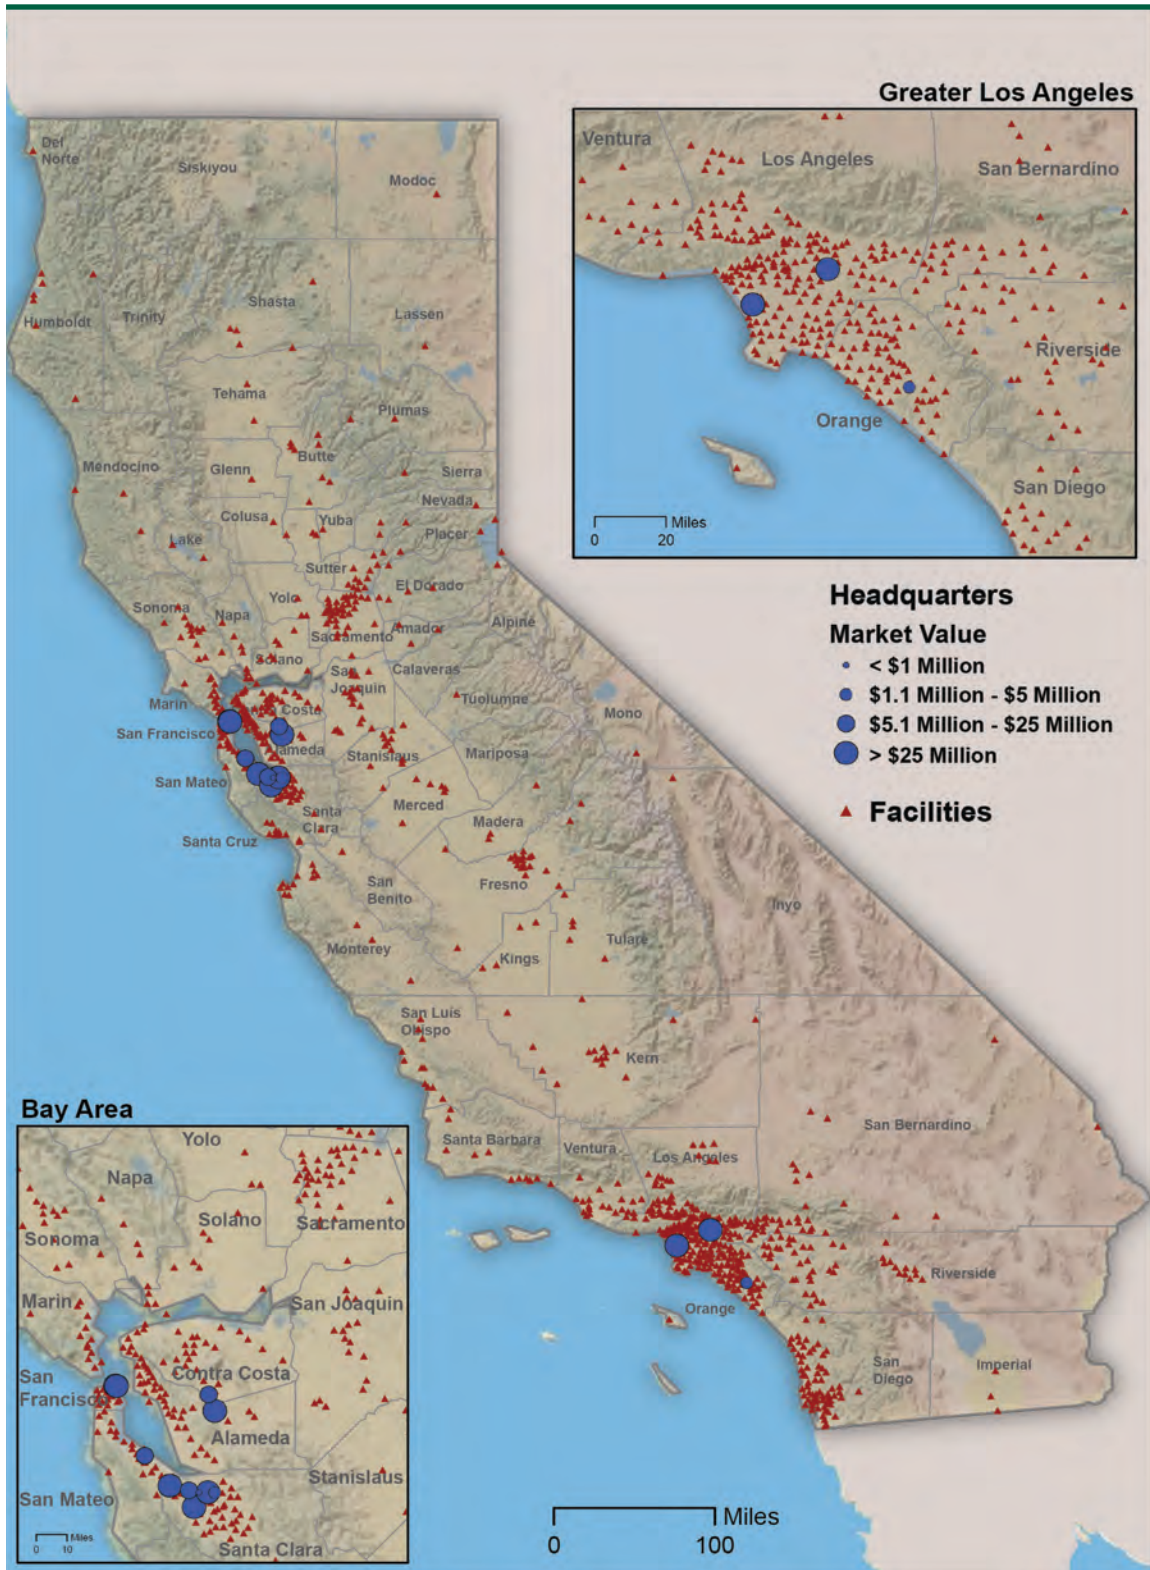 Greater Los Angeles
Ventura
Los Angeles
San Bernardino
Riverside
Orange
San Diego
Miles
0 20
Headquarters
Market Value
< $1 Million
$1.1 Million - $5 Million
$5.1 Million - $25 Million
> $25 Million
Facilities
Del
Norte
Siskiyou
Modoc
Humboldt
Trinity
Shasta
Lassen
Tehama
Plumas
Mendocino
Glenn
Butte
Sierra
Colusa
Yuba
Nevada
Lake
Placer
Sutter
El Dorado
Sonoma
Napa
Yolo
Sacramento
Amador
Alpine
Solano
San
Joaquin
Calaveras
Marin
Costa
Tuolumne
Mono
San Francisco
Alameda
Stanislaus
Mariposa
San Mateo
Santa
Clara
Merced
Madera
Santa Cruz
San
Benito
Fresno
Inyo
Monterey
Kings
Tulare
San Luis
Obispo
Kern
Santa Barbara
Ventura
Los Angeles
San Bernardino
Orange
Riverside
San
Diego
Imperial
Bay Area
Yolo
Napa
Solano
Sacramento
Sonoma
Marin
San Joaquin
Contra Costa
San
Francisco
Alameda
Stanislaus
San Mateo
Santa Clara
Miles
0 10
Miles
0 100